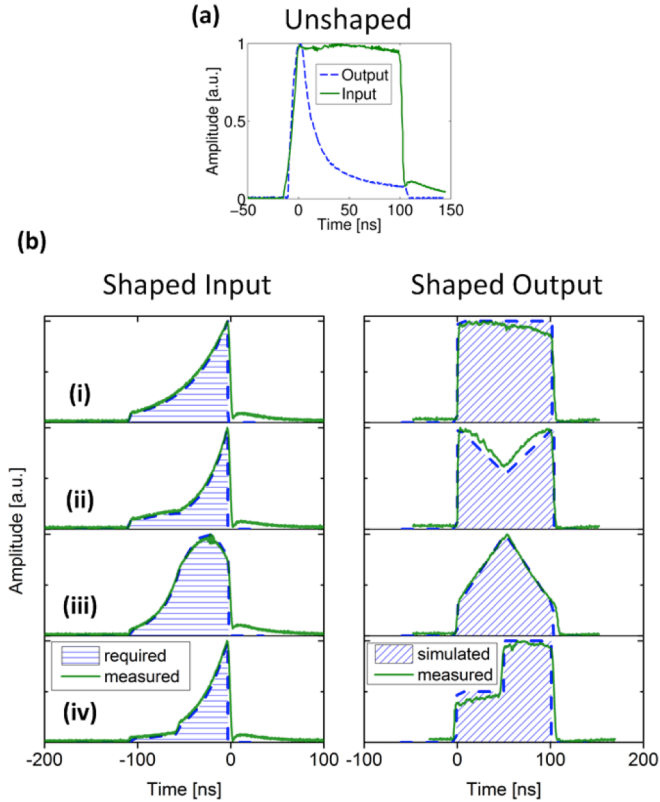 (a)
Unshaped
1
0.5
0
Amplitude [a.u.]
Output
Input
-50 0 50 100 150
Time [ns]
(b)
Shaped Input Shaped Output
(i)
(ii)
(iii)
(iv)
Amplitude [a.u.]
required simulated
measured measured
-200 -100 0 100 -100 0 100 200
Time [ns] Time [ns]